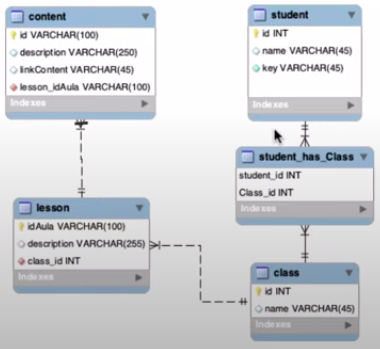 content
id VARCHAR(100)
description VARCHAR(250)
linkContent VARCHAR(45)
lesson_idAula VARCHAR(100)
Indexes
student
id INT
name VARCHAR(45)
key VARCHAR(45)
Indexes
student_has_Class
student_id INT
Class_id INT
Indexes
lesson
idAula VARCHAR(100)
description VARCHAR(255)
class_id INT
Indexes
class
id INT
name VARCHAR(45)
Indexes